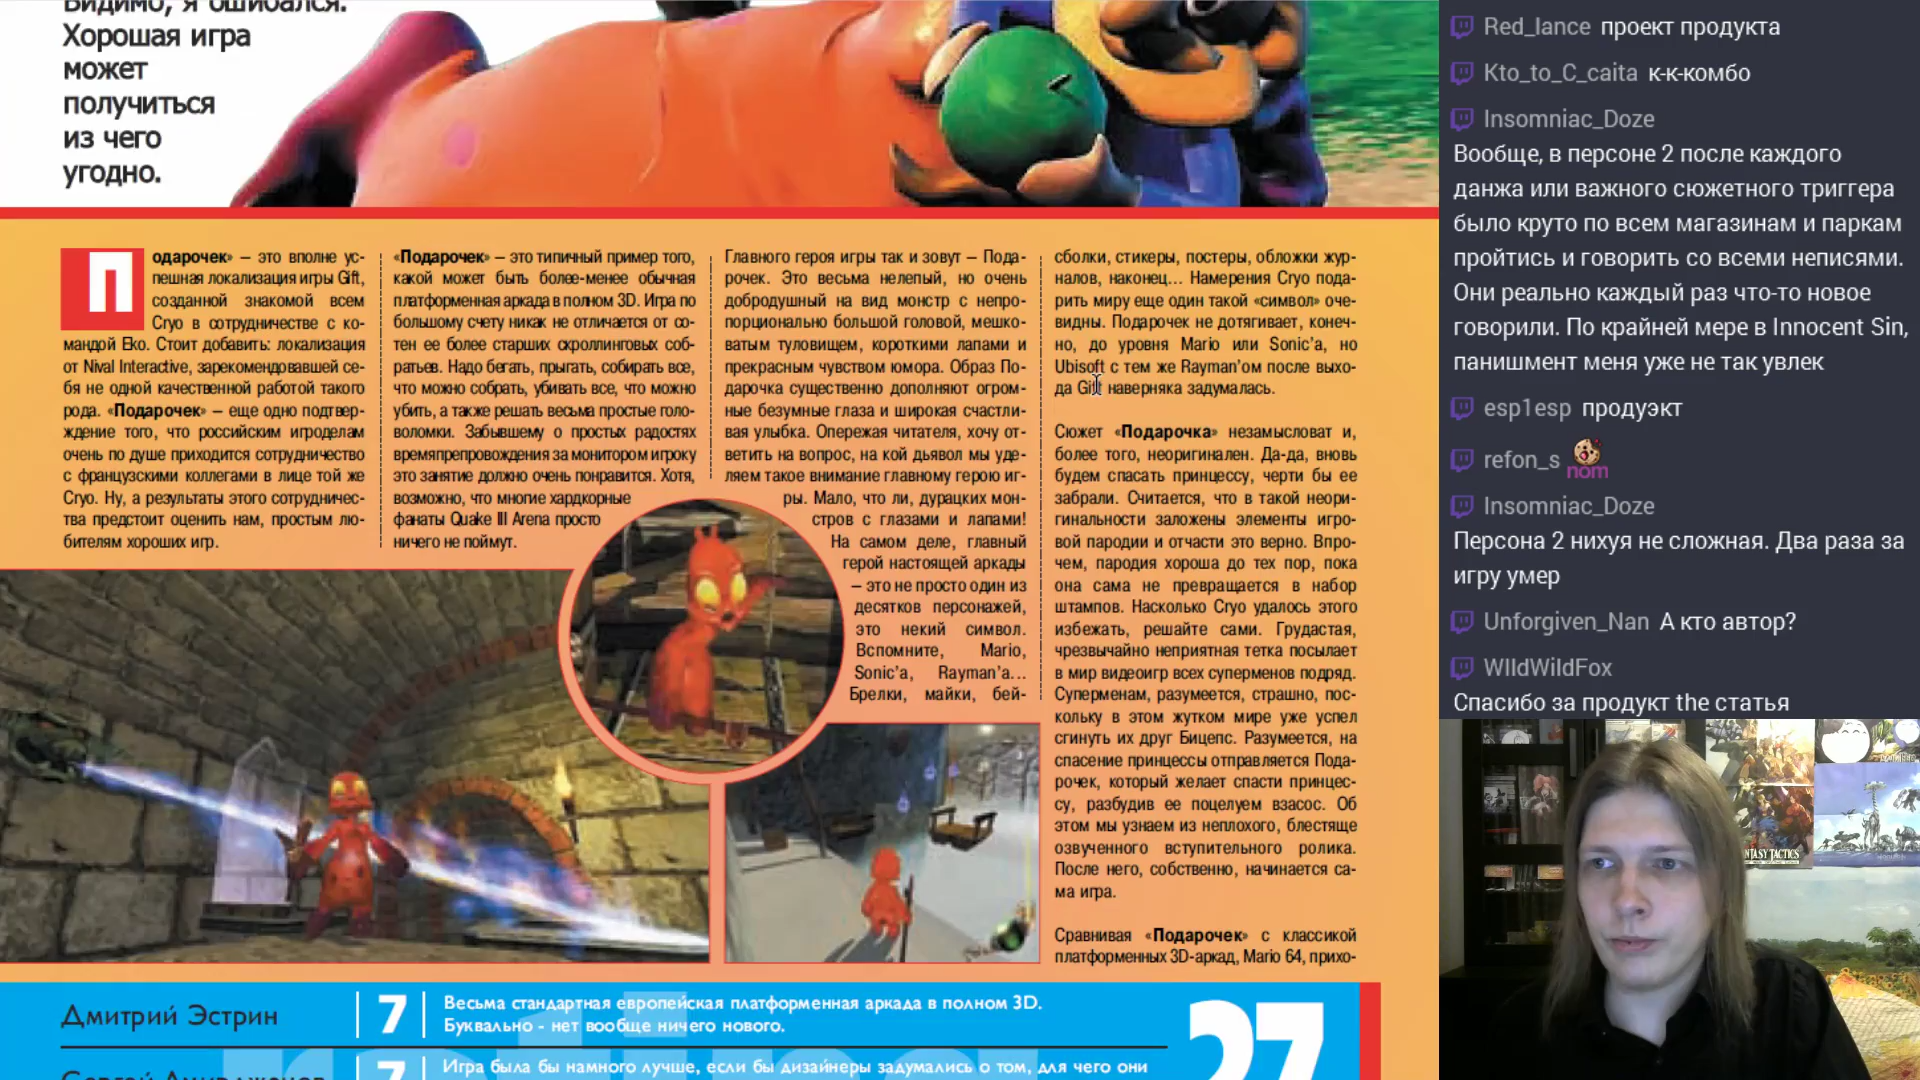 Видимо, я ошибался.
Хорошая игра
может
получиться
из чего
угодно.
Подарочек» – это вполне ус-
пешная локализация игры Gift,
созданной знакомой всем
Cryo в сотрудничестве с ко-
мандой Eko. Стоит добавить: локализация
от Nival Interactive, зарекомендовавшей се-
бя не одной качественной работой такого
рода. «Подарочек» – еще одно подтвер-
ждение того, что российским игроделам
очень по душе приходится сотрудничество
с французскими коллегами в лице той же
Cryo. Ну, а результаты этого сотрудничес-
тва предстоит оценить нам, простым лю-
бителям хороших игр.
«Подарочек» – это типичный пример того,
какой может быть более-менее обычная
платформенная аркада в полном 3D. Игра по
большому счету никак не отличается от со-
тен ее более старших скроллинговых соб-
ратьев. Надо бегать, прыгать, собирать все,
что можно собрать, убивать все, что можно
убить, а также решать весьма простые голо-
воломки. Забывшему о простых радостях
времяпрепровождения за монитором игроку
это занятие должно очень понравится. Хотя,
возможно, что многие хардкорные
фанаты Quake III Arena просто
ничего не поймут.
Главного героя игры так и зовут – Пода-
рочек. Это весьма нелепый, но очень
добродушный на вид монстр с непро-
порционально большой головой, мешко-
ватым туловищем, короткими лапами и
прекрасным чувством юмора. Образ По-
дарочка существенно дополняют огром-
ные безумные глаза и широкая счастли-
вая улыбка. Опережая читателя, хочу от-
ветить на вопрос, на кой дьявол мы уде-
ляем такое внимание главному герою иг-
ры. Мало, что ли, дурацких мон-
стров с глазами и лапами!
На самом деле, главный
герой настоящей аркады
– это не просто один из
десятков персонажей,
это некий символ.
Вспомните, Mario,
Sonic'а, Rayman'а...
Брелки, майки, бей-
сболки, стикеры, постеры, обложки жур-
налов, наконец... Намерения Cryo пода-
рить миру еще один такой «символ» оче-
видны. Подарочек не дотягивает, конеч-
но, до уровня Mario или Sonic'а, но
Ubisoft с тем же Rayman'ом после выхо-
да Gift наверняка задумалась.
Сюжет «Подарочка» незамысловат и,
более того, неоригинален. Да-да, вновь
будем спасать принцессу, черти бы ее
забрали. Считается, что в такой неори-
гинальности заложены элементы игро-
вой пародии и отчасти это верно. Впро-
чем, пародия хороша до тех пор, пока
она сама не превращается в набор
штампов. Насколько Cryo удалось этого
избежать, решайте сами. Грудастая,
чрезвычайно неприятная тетка посылает
в мир видеоигр всех суперменов подряд.
Суперменам, разумеется, страшно, пос-
кольку в этом жутком мире уже успел
сгинуть их друг Бицепс. Разумеется, на
спасение принцессы отправляется Пода-
рочек, который желает спасти принцес-
су, разбудив ее поцелуем взасос. Об
этом мы узнаем из неплохого, блестяще
озвученного вступительного ролика.
После него, собственно, начинается са-
ма игра.
Сравнивая «Подарочек» с классикой
платформенных 3D-аркад, Mario 64, прихо-
Дмитрий Эстрин
7
Весьма стандартная европейская платформенная аркада в полном 3D.
Буквально - нет вообще ничего нового.
27
7
Игра была бы намного лучше, если бы дизайнеры задумались о том, для чего они
Red_lance проект продукта
Kto_to_C_caita к-к-комбо
Insomniac_Doze
Вообще, в персоне 2 после каждого
данжа или важного сюжетного триггера
было круто по всем магазинам и паркам
пройтись и говорить со всеми неписями.
Они реально каждый раз что-то новое
говорили. По крайней мере в Innocent Sin,
панишмент меня уже не так увлек
esp1esp продуэкт
refon_s nom
Insomniac_Doze
Персона 2 нихуя не сложная. Два раза за
игру умер
Unforgiven_Nan А кто автор?
WIldWildFox
Спасибо за продукт the статья